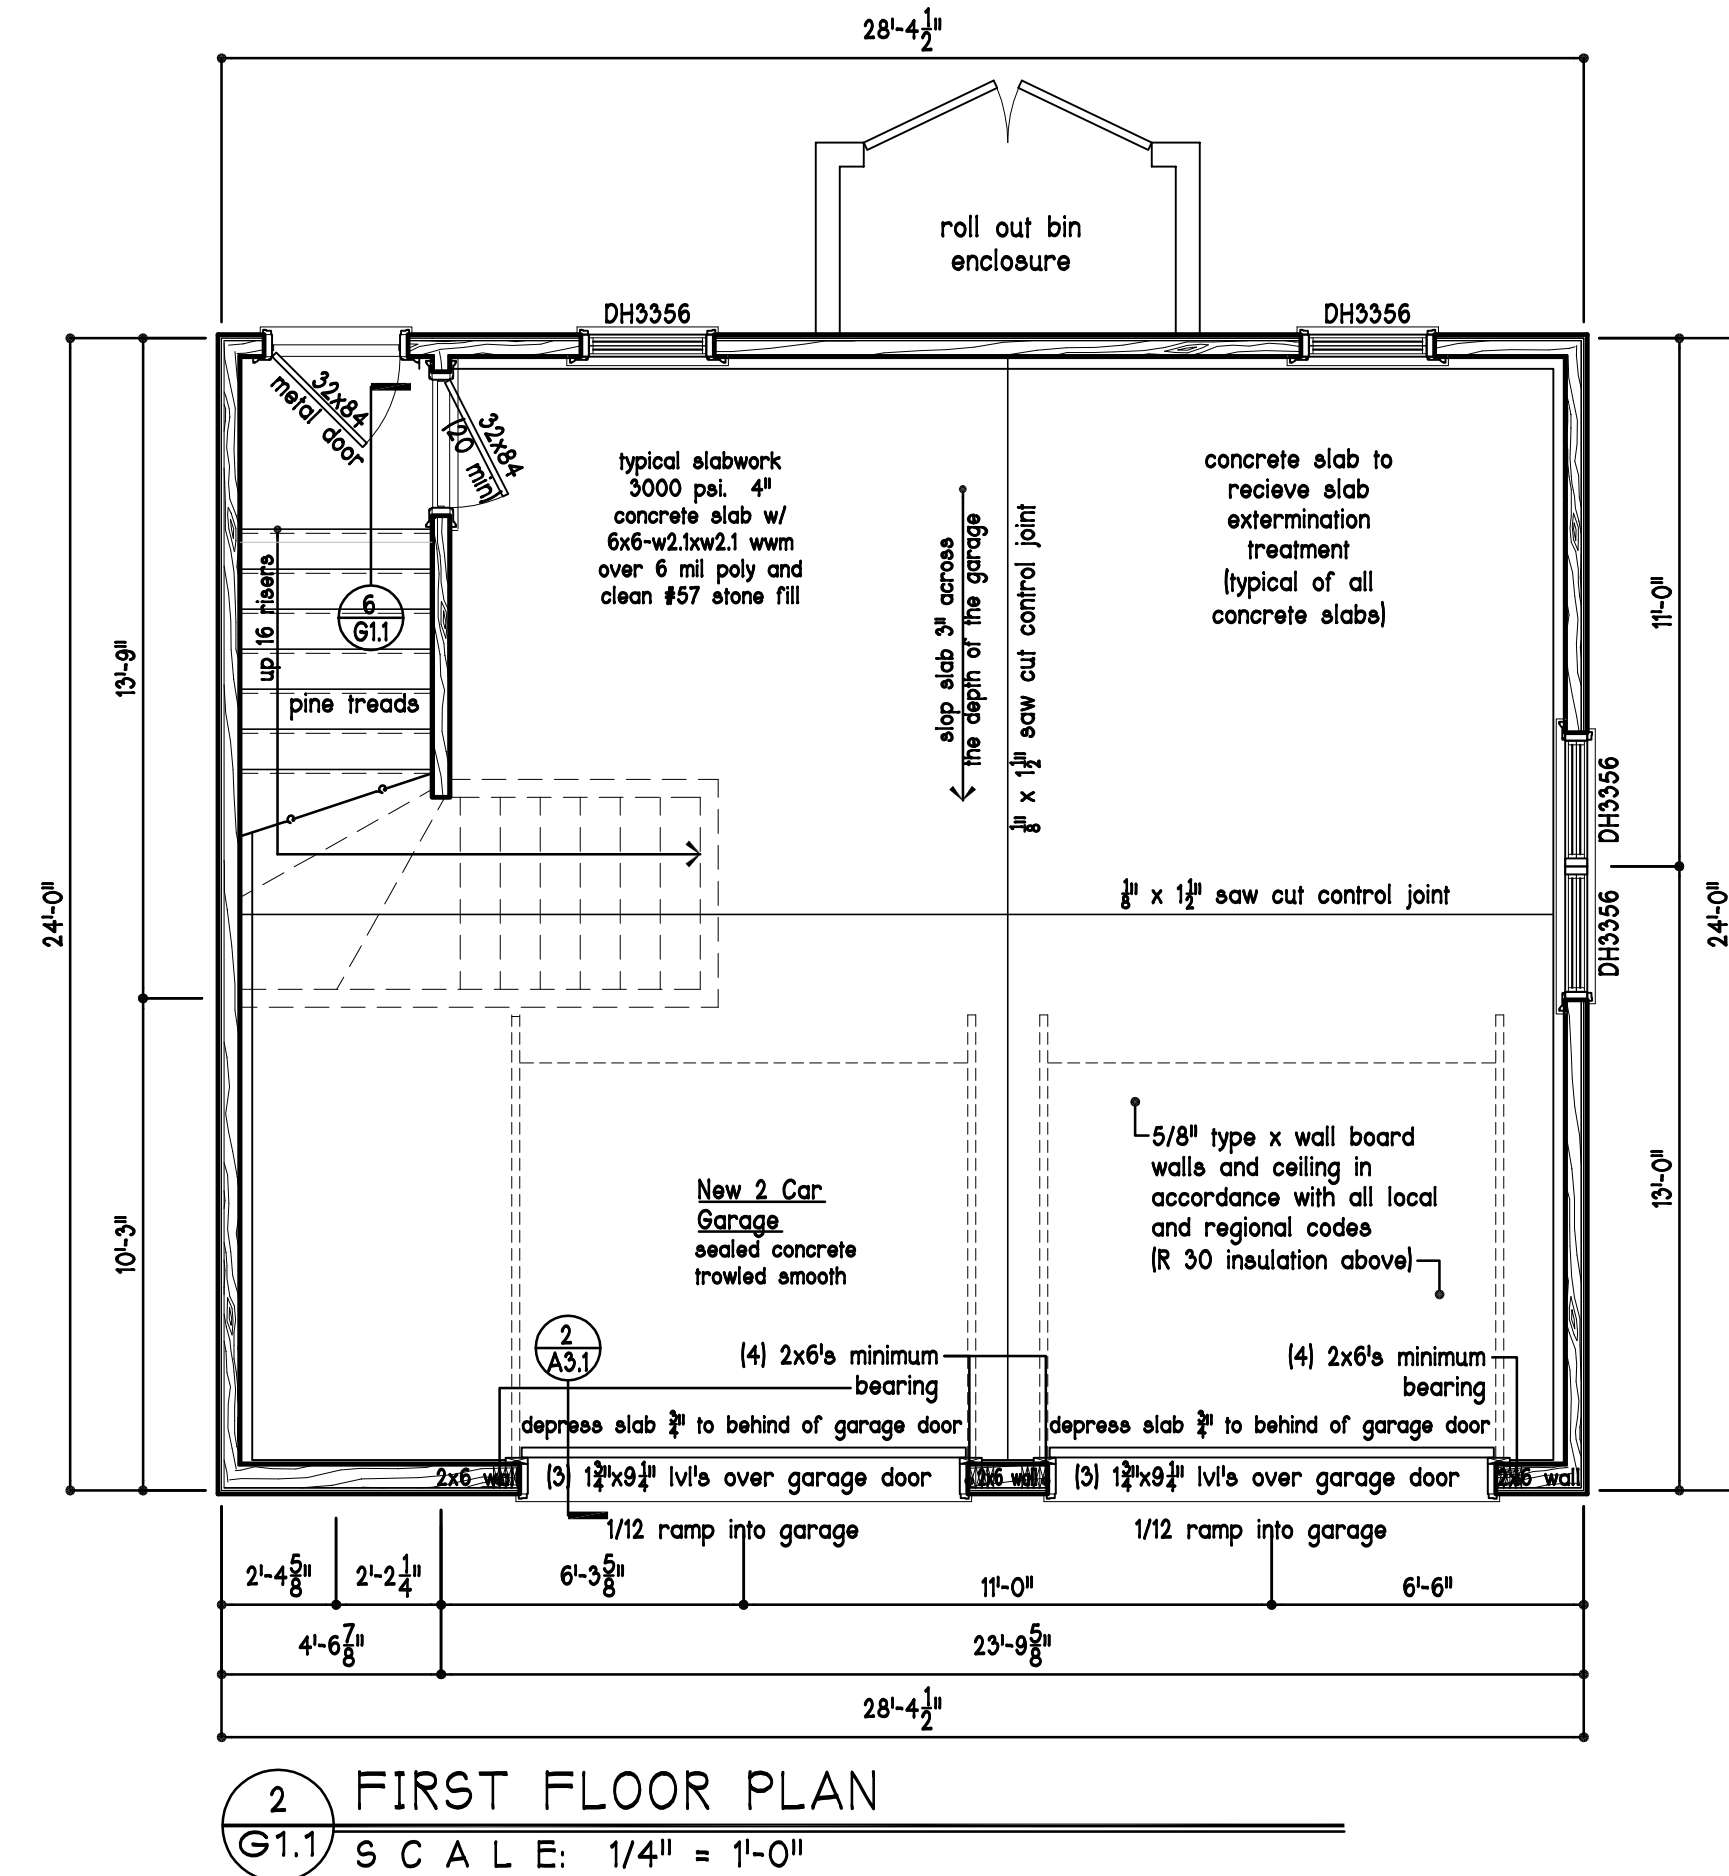 28'-4 1/2"
roll out bin
enclosure
DH3356
DH3356
32x84
metal door
32x84
(20 min)
typical slabwork
3000 psi. 4"
concrete slab w/
6x6-w2.1xw2.1 wwm
over 6 mil poly and
clean #57 stone fill
concrete slab to
recieve slab
extermination
treatment
(typical of all
concrete slabs)
slop slab 3" across
the depth of the garage
1/8" x 1 1/2" saw cut control joint
up 16 risers
6
G1.1
pine treads
13'-9"
24'-0"
10'-3"
11'-0"
DH3356
DH3356
24'-0"
13'-0"
1/8" x 1 1/2" saw cut control joint
5/8" type x wall board
walls and ceiling in
accordance with all local
and regional codes
(R 30 insulation above)
New 2 Car
Garage
sealed concrete
trowled smooth
2
A3.1
(4) 2x6's minimum
bearing
(4) 2x6's minimum
bearing
depress slab 3/4" to behind of garage door
depress slab 3/4" to behind of garage door
2x6 wall
(3) 1 3/4"x9 1/4" lvl's over garage door
2x6 wall
(3) 1 3/4"x9 1/4" lvl's over garage door
2x6 wall
1/12 ramp into garage
1/12 ramp into garage
2'-4 5/8"
2'-2 1/4"
6'-3 5/8"
11'-0"
6'-6"
4'-6 7/8"
23'-9 5/8"
28'-4 1/2"
2
G1.1
FIRST FLOOR PLAN
SCALE: 1/4" = 1'-0"